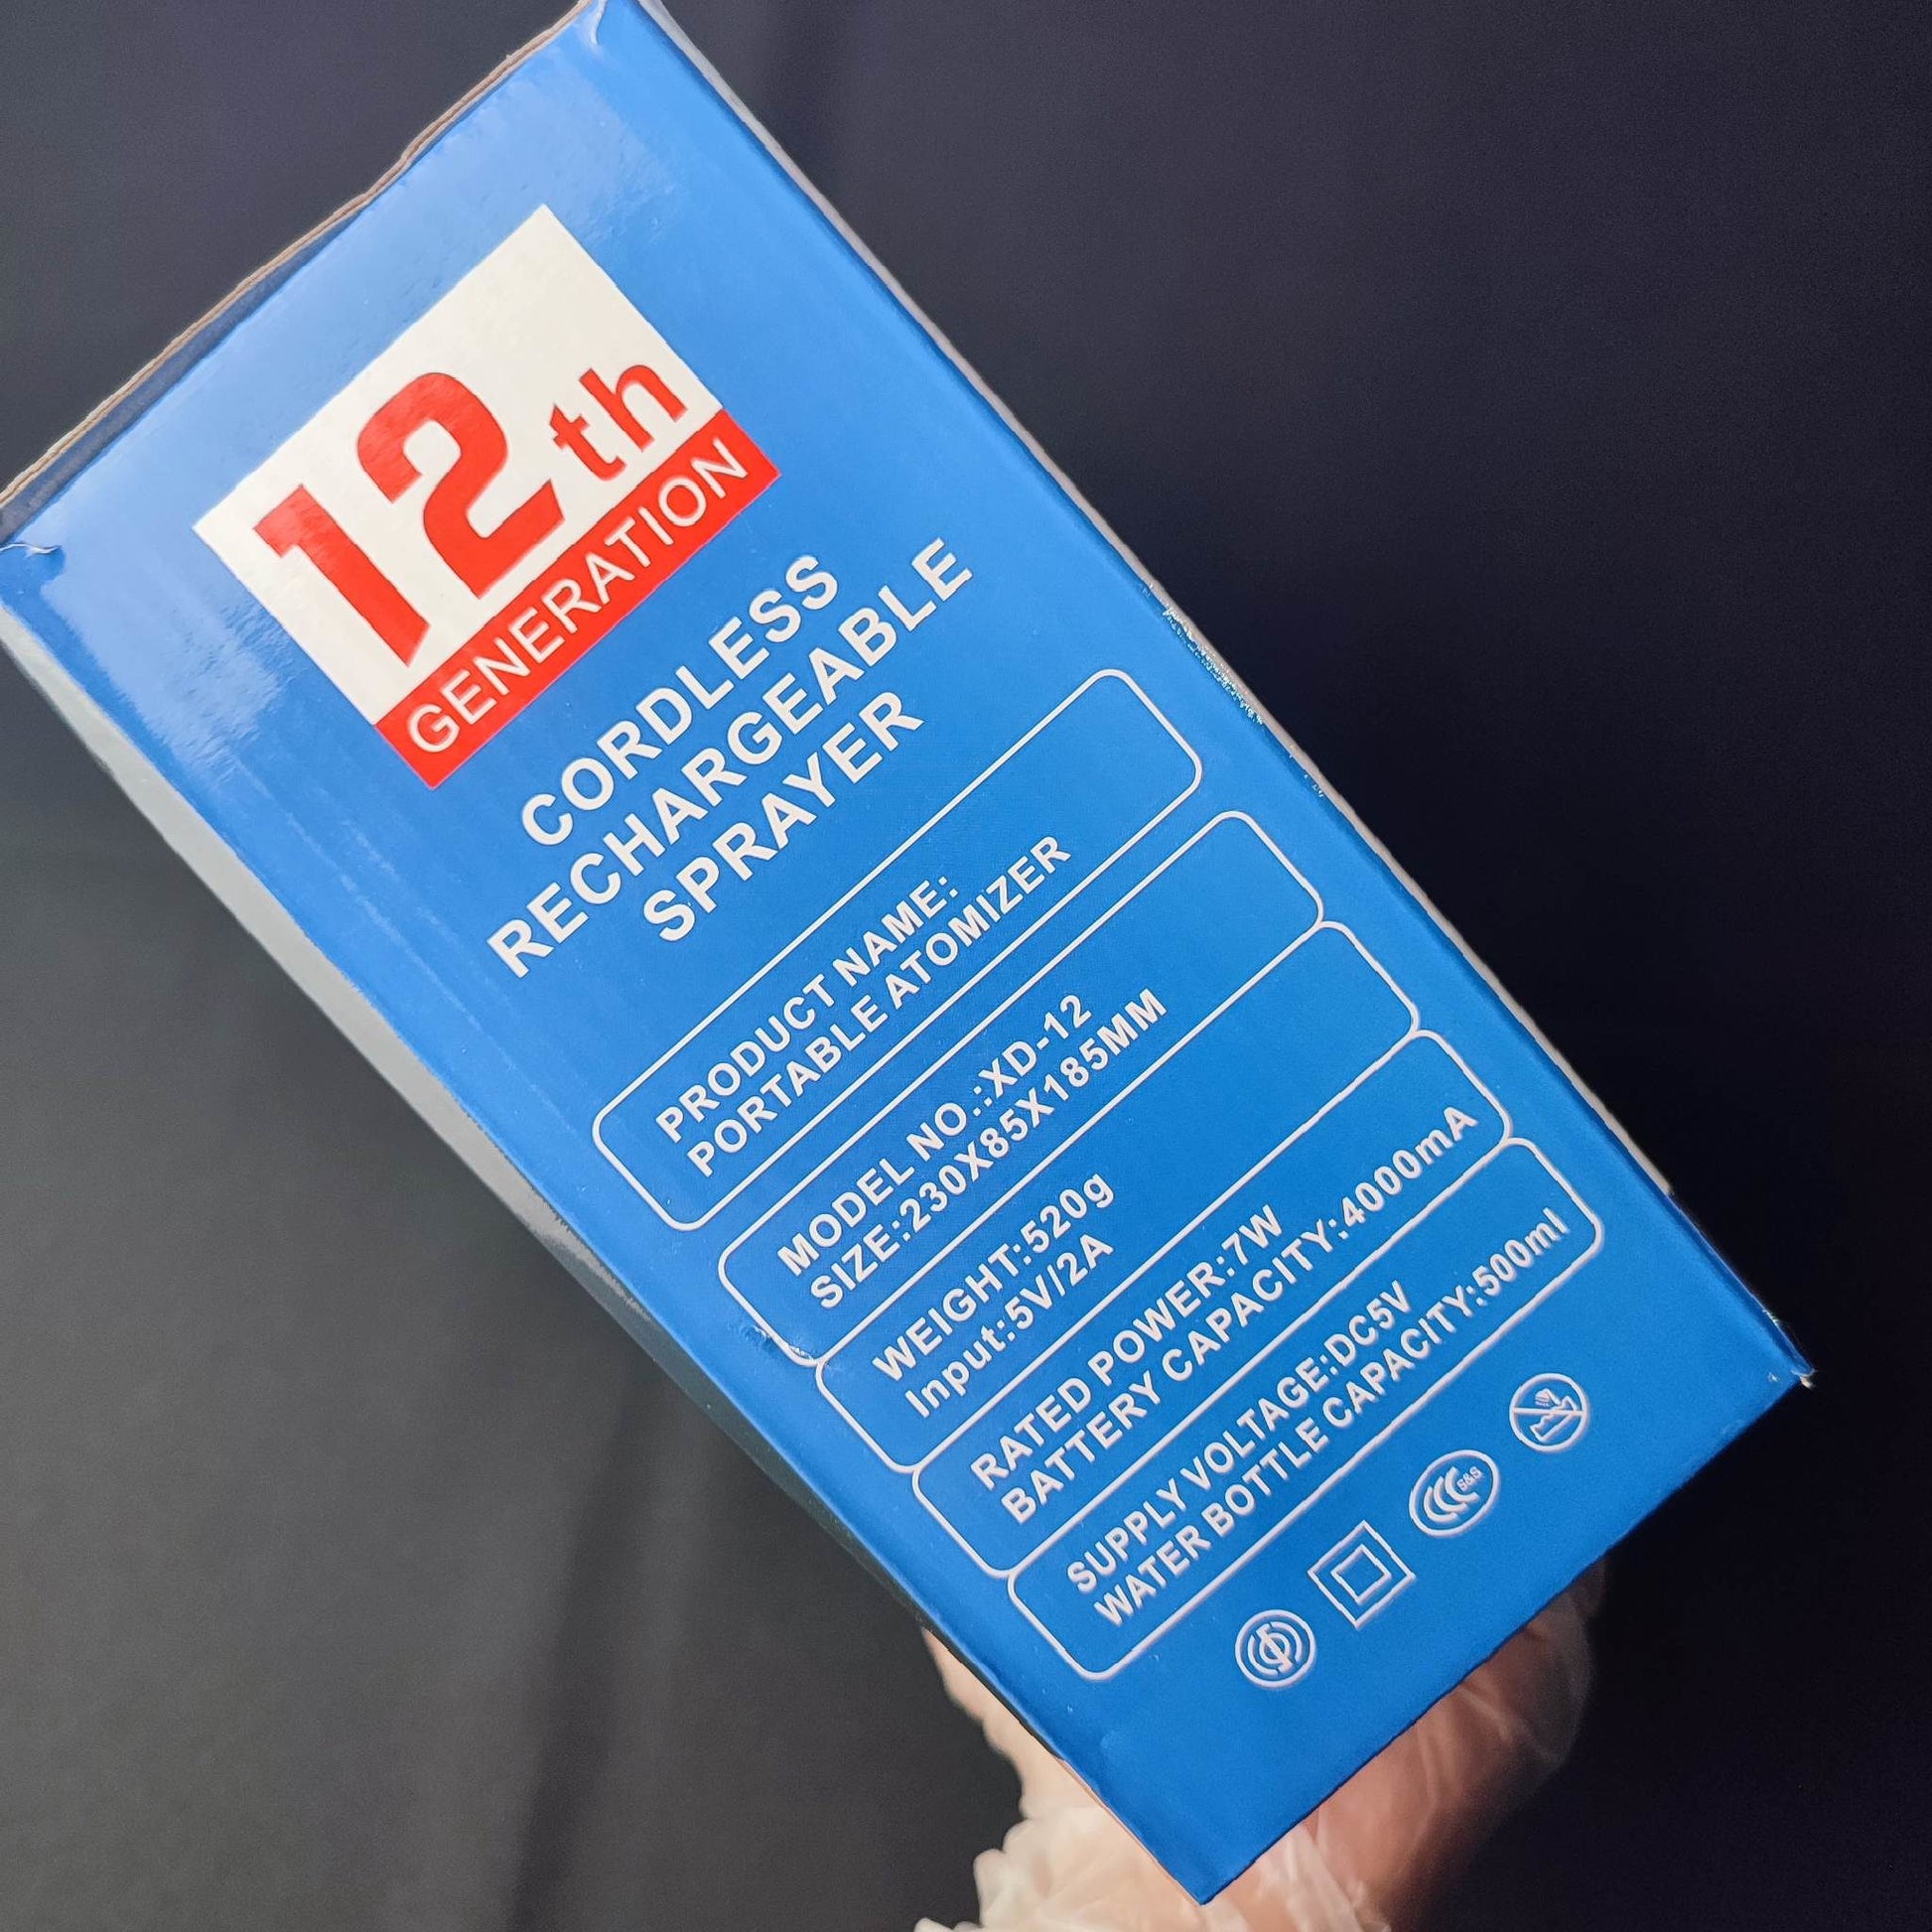 12th
GENERATION
CORDLESS
RECHARGEABLE
SPRAYER
PRODUCT NAME:
PORTABLE ATOMIZER
MODEL NO.:XD-12
SIZE:230X85X185MM
WEIGHT:520g
Input:5V/2A
RATED POWER:7W
BATTERY CAPACITY:4000mA
SUPPLY VOLTAGE:DC5V
WATER BOTTLE CAPACITY:500ml
CCC S&S